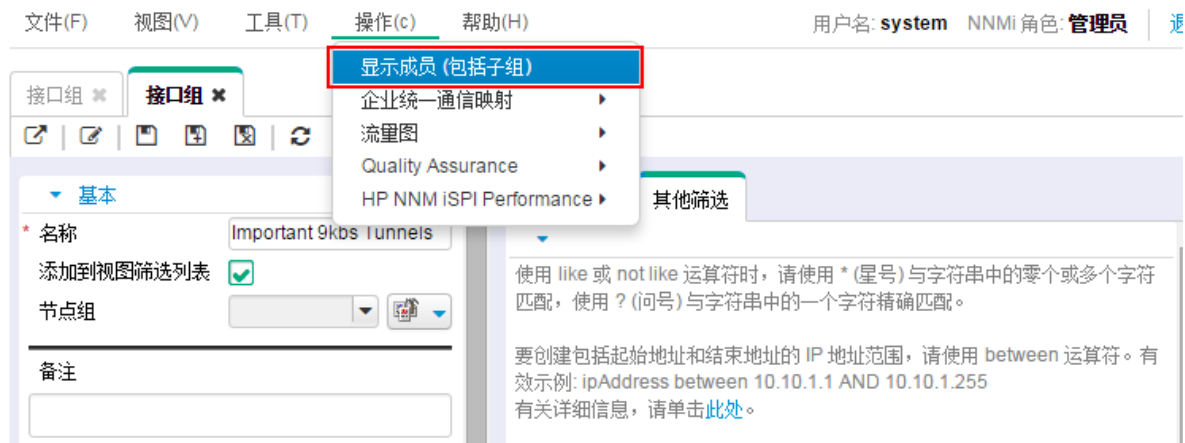 文件(F) 视图(V) 工具(T) 操作(c) 帮助(H) 用户名: system NNMi 角色: 管理员
显示成员 (包括子组)
企业统一通信映射
流量图
Quality Assurance
HP NNM iSPI Performance
接口组 接口组
基本
* 名称 Important 9kbs Tunnels
添加到视图筛选列表
节点组
备注
其他筛选
使用 like 或 not like 运算符时，请使用 * (星号) 与字符串中的零个或多个字符
匹配，使用 ? (问号) 与字符串中的一个字符精确匹配。
要创建包括起始地址和结束地址的 IP 地址范围，请使用 between 运算符。有
效示例: ipAddress between 10.10.1.1 AND 10.10.1.255
有关详细信息，请单击此处。